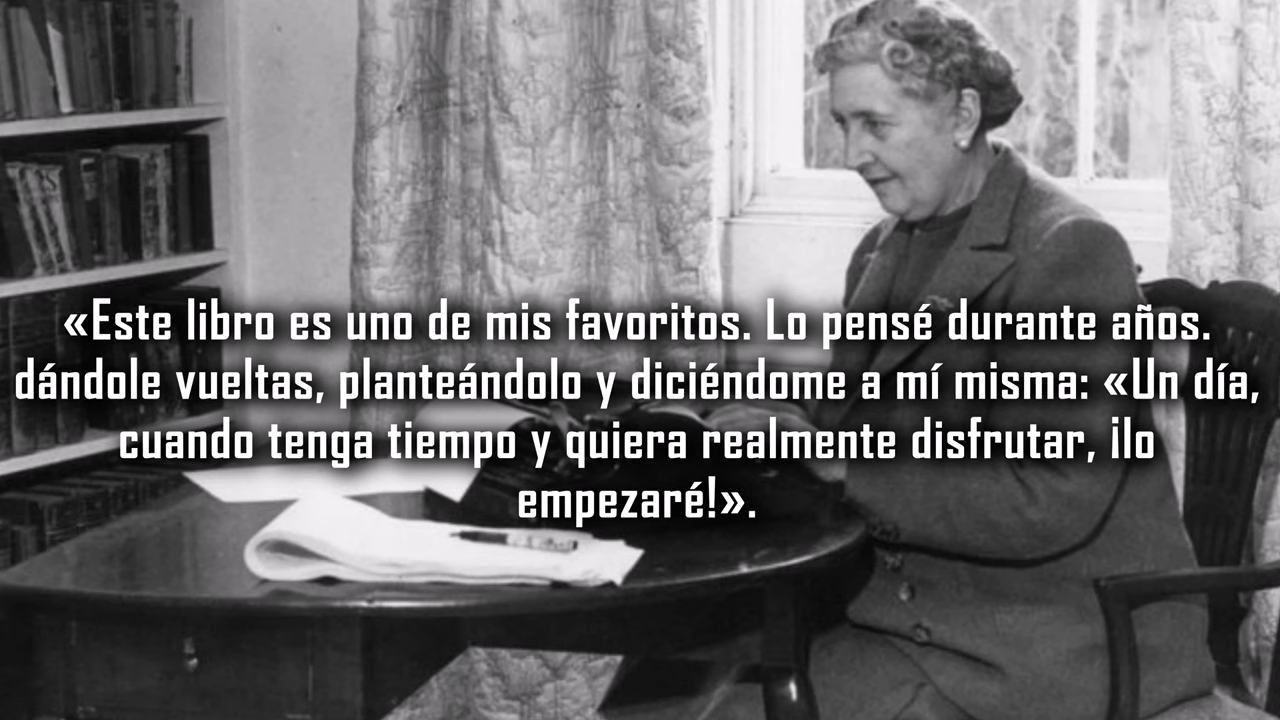 «Este libro es uno de mis favoritos. Lo pensé durante años.
dándole vueltas, planteándolo y diciéndome a mí misma: «Un día,
cuando tenga tiempo y quiera realmente disfrutar, ¡lo
empezaré!».